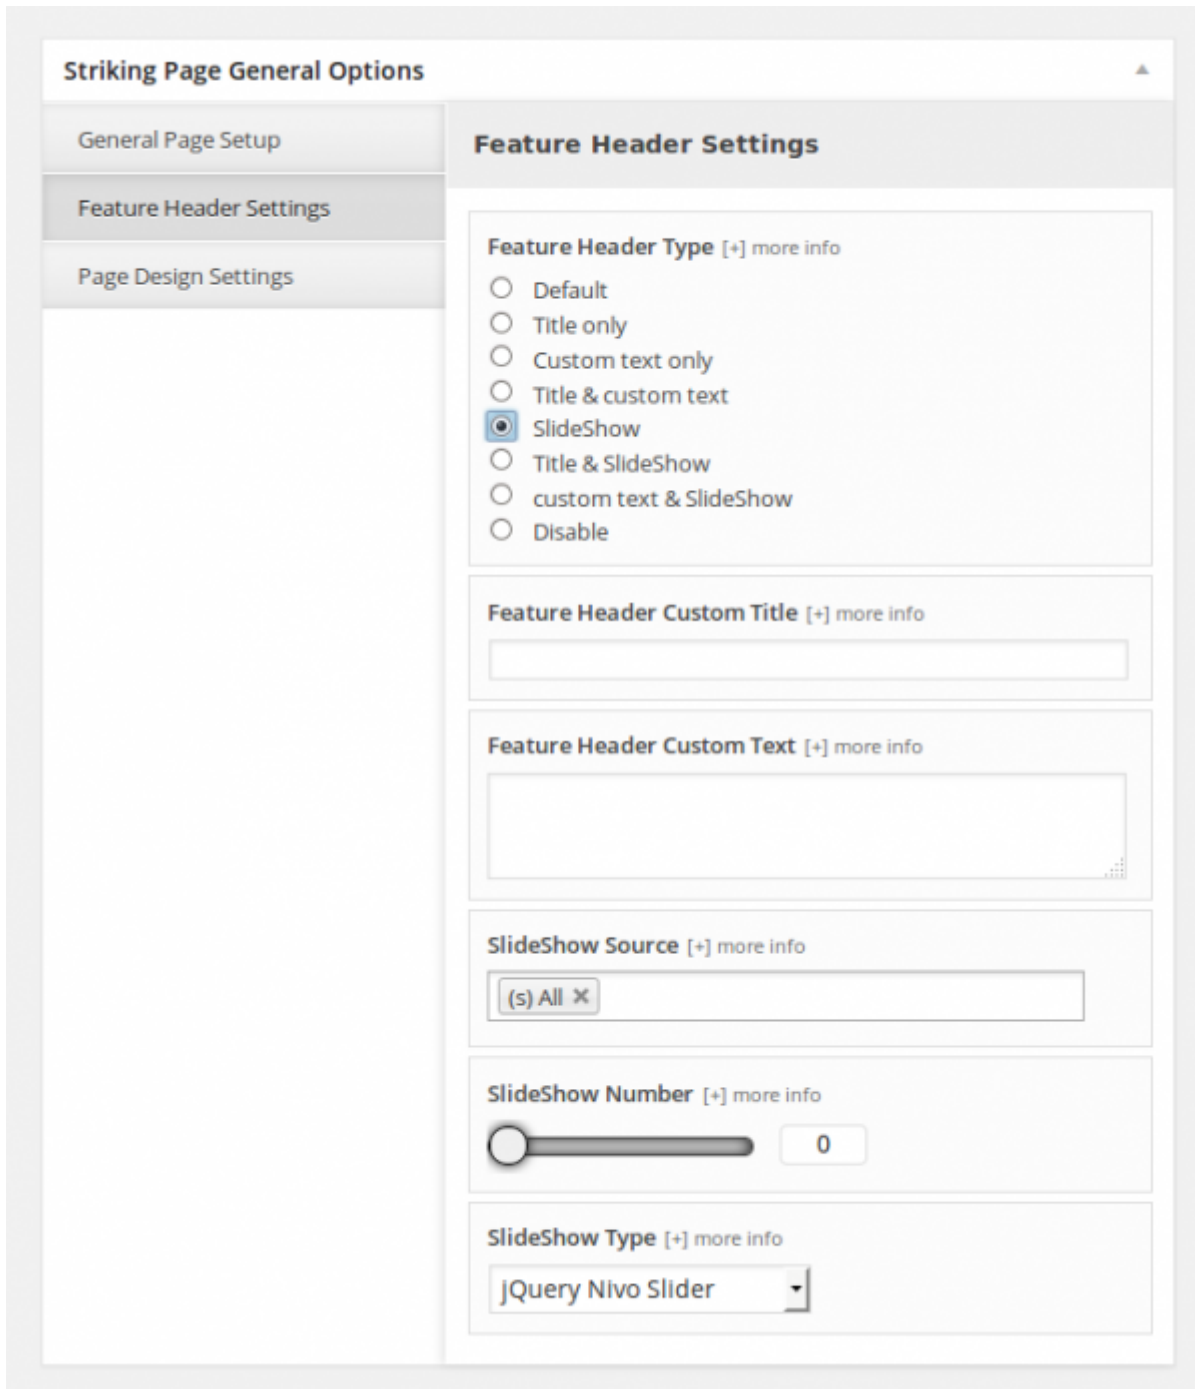 Striking Page General Options
General Page Setup
Feature Header Settings
Page Design Settings
Feature Header Settings
Feature Header Type [+] more info
Default
Title only
Custom text only
Title & custom text
SlideShow
Title & SlideShow
custom text & SlideShow
Disable
Feature Header Custom Title [+] more info
Feature Header Custom Text [+] more info
SlideShow Source [+] more info
(s) All ×
SlideShow Number [+] more info
0
SlideShow Type [+] more info
jQuery Nivo Slider